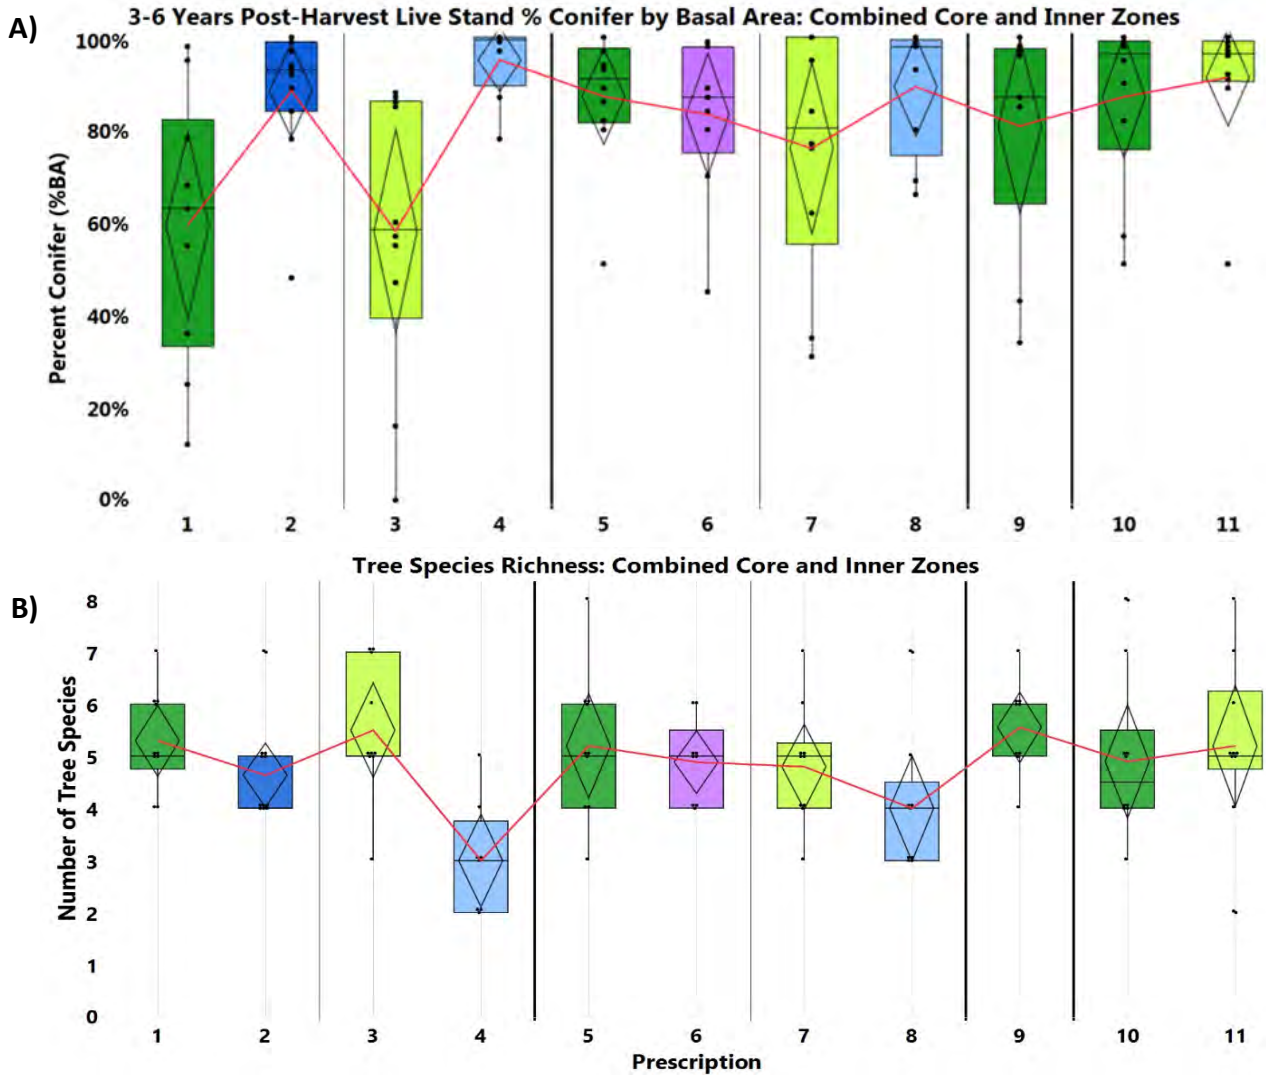 A)
3-6 Years Post-Harvest Live Stand % Conifer by Basal Area: Combined Core and Inner Zones
Percent Conifer (%BA)
100%
80%
60%
40%
20%
0%
1 2 3 4 5 6 7 8 9 10 11
B)
Tree Species Richness: Combined Core and Inner Zones
Number of Tree Species
8
7
6
5
4
3
2
1
0
1 2 3 4 5 6 7 8 9 10 11
Prescription